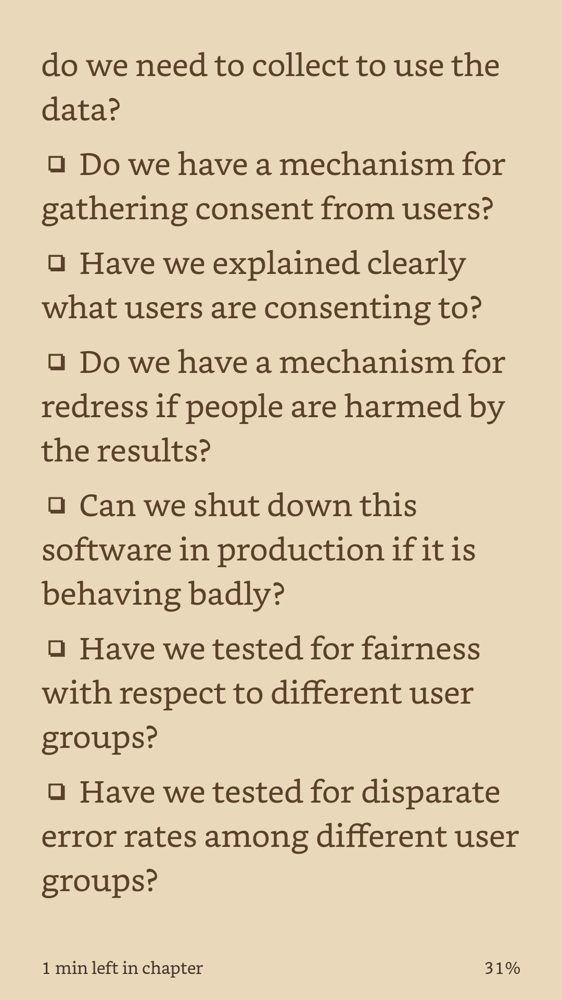 do we need to collect to use the
data?
❏ Do we have a mechanism for
gathering consent from users?
❏ Have we explained clearly
what users are consenting to?
❏ Do we have a mechanism for
redress if people are harmed by
the results?
❏ Can we shut down this
software in production if it is
behaving badly?
❏ Have we tested for fairness
with respect to different user
groups?
❏ Have we tested for disparate
error rates among different user
groups?
1 min left in chapter
31%